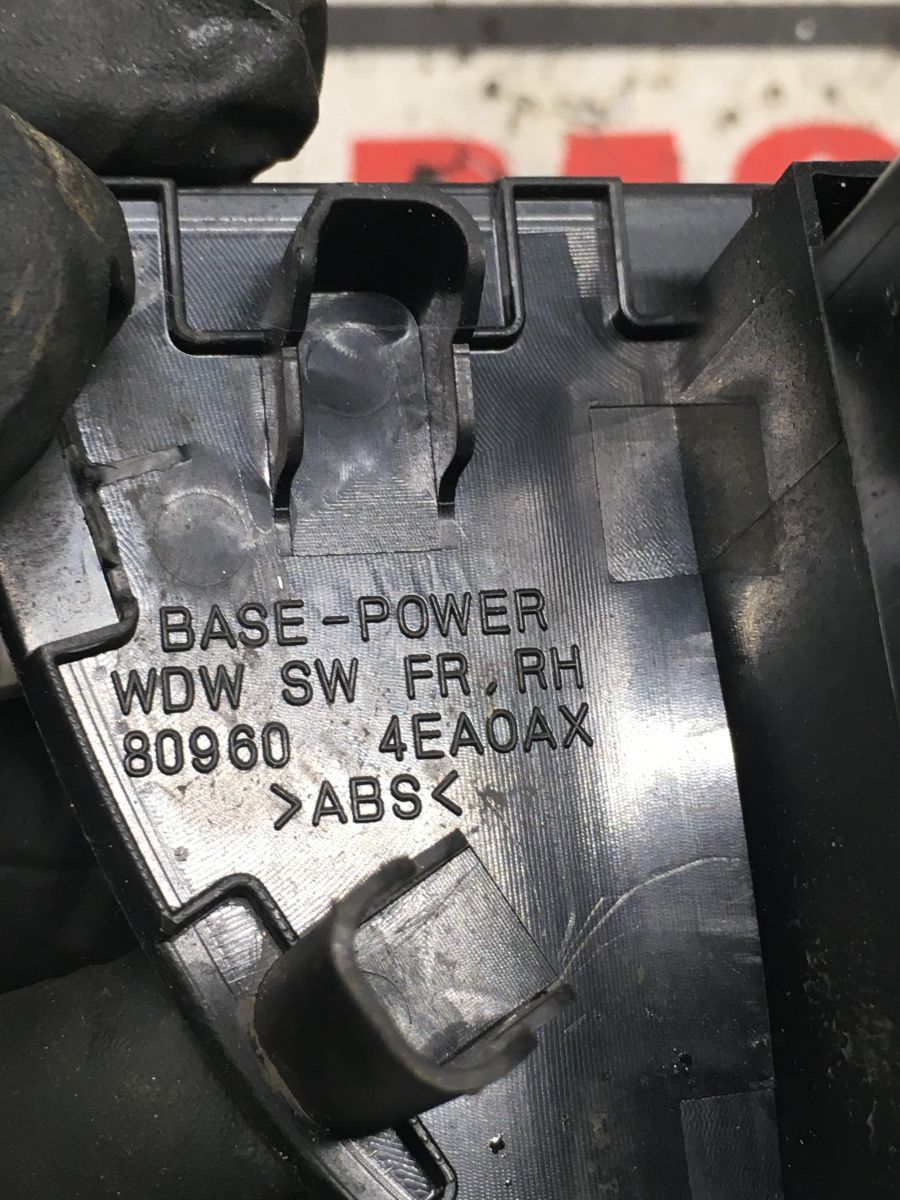 BASE-POWER
WDW SW FR,RH
80960 4EA0AX
>ABS<